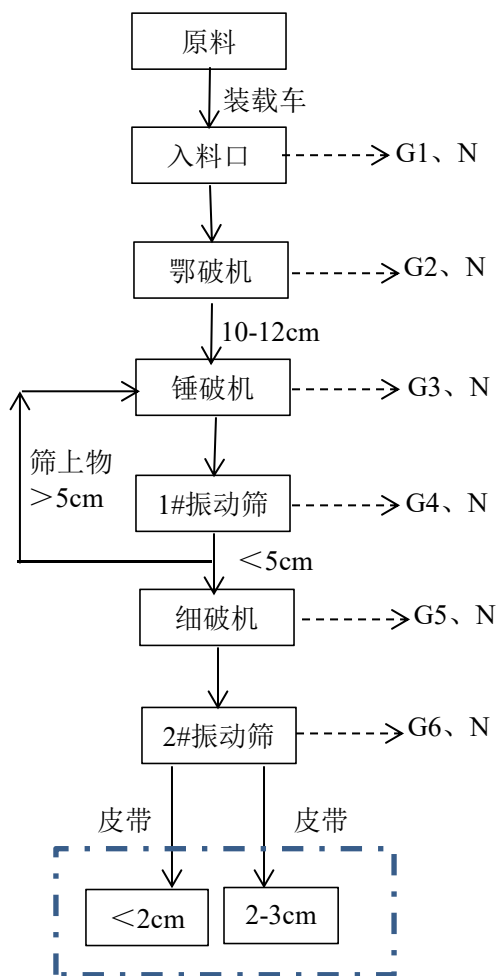 原料
装载车
入料口
G1、N
鄂破机
G2、N
10-12cm
锤破机
G3、N
筛上物
＞5cm
1#振动筛
G4、N
＜5cm
细破机
G5、N
2#振动筛
G6、N
皮带
皮带
＜2cm
2-3cm